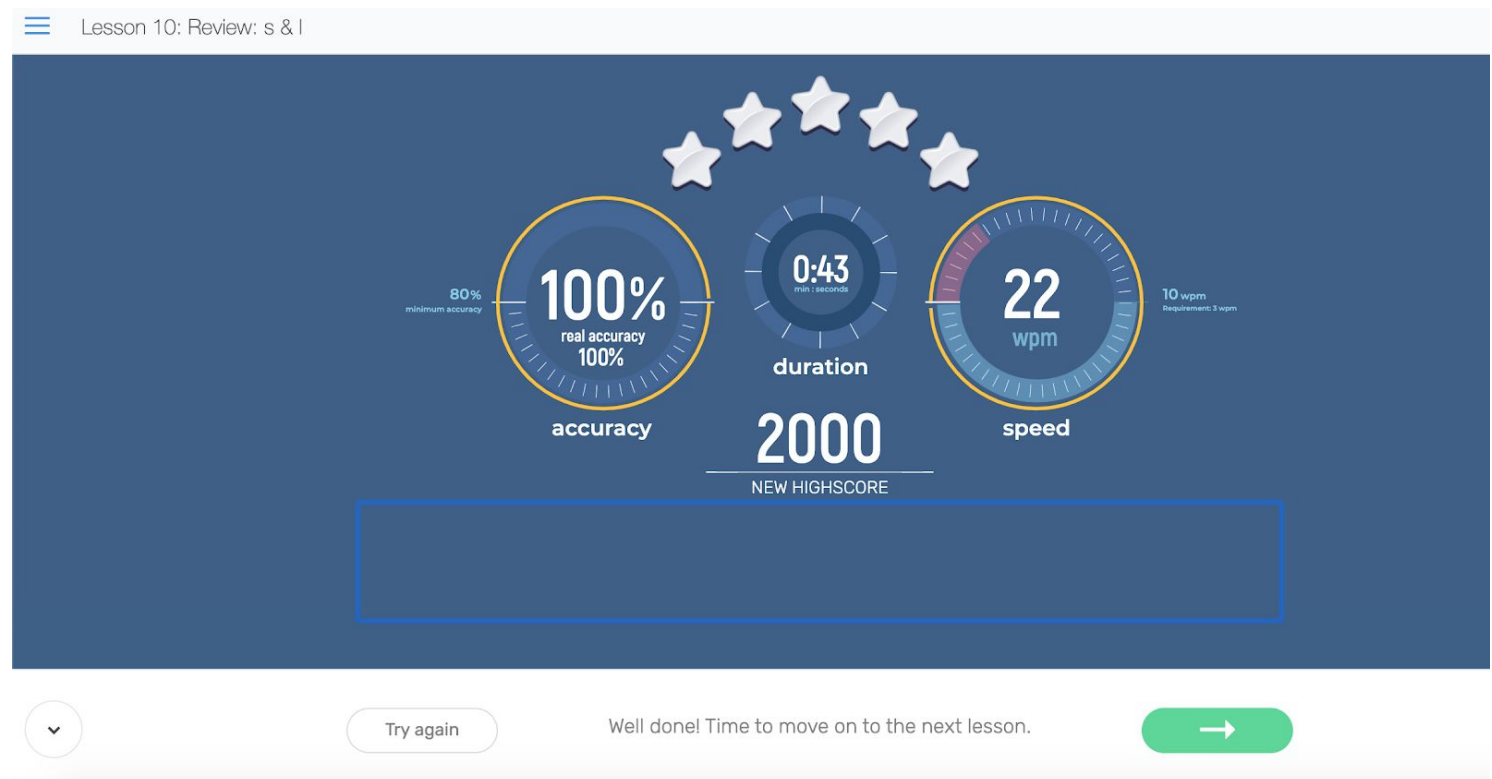 Lesson 10: Review: s & l
80%
minimum accuracy
100%
real accuracy
100%
accuracy
0:43
min : seconds
duration
22
wpm
speed
10 wpm
Requirement: 3 wpm
2000
NEW HIGHSCORE
Try again
Well done! Time to move on to the next lesson.